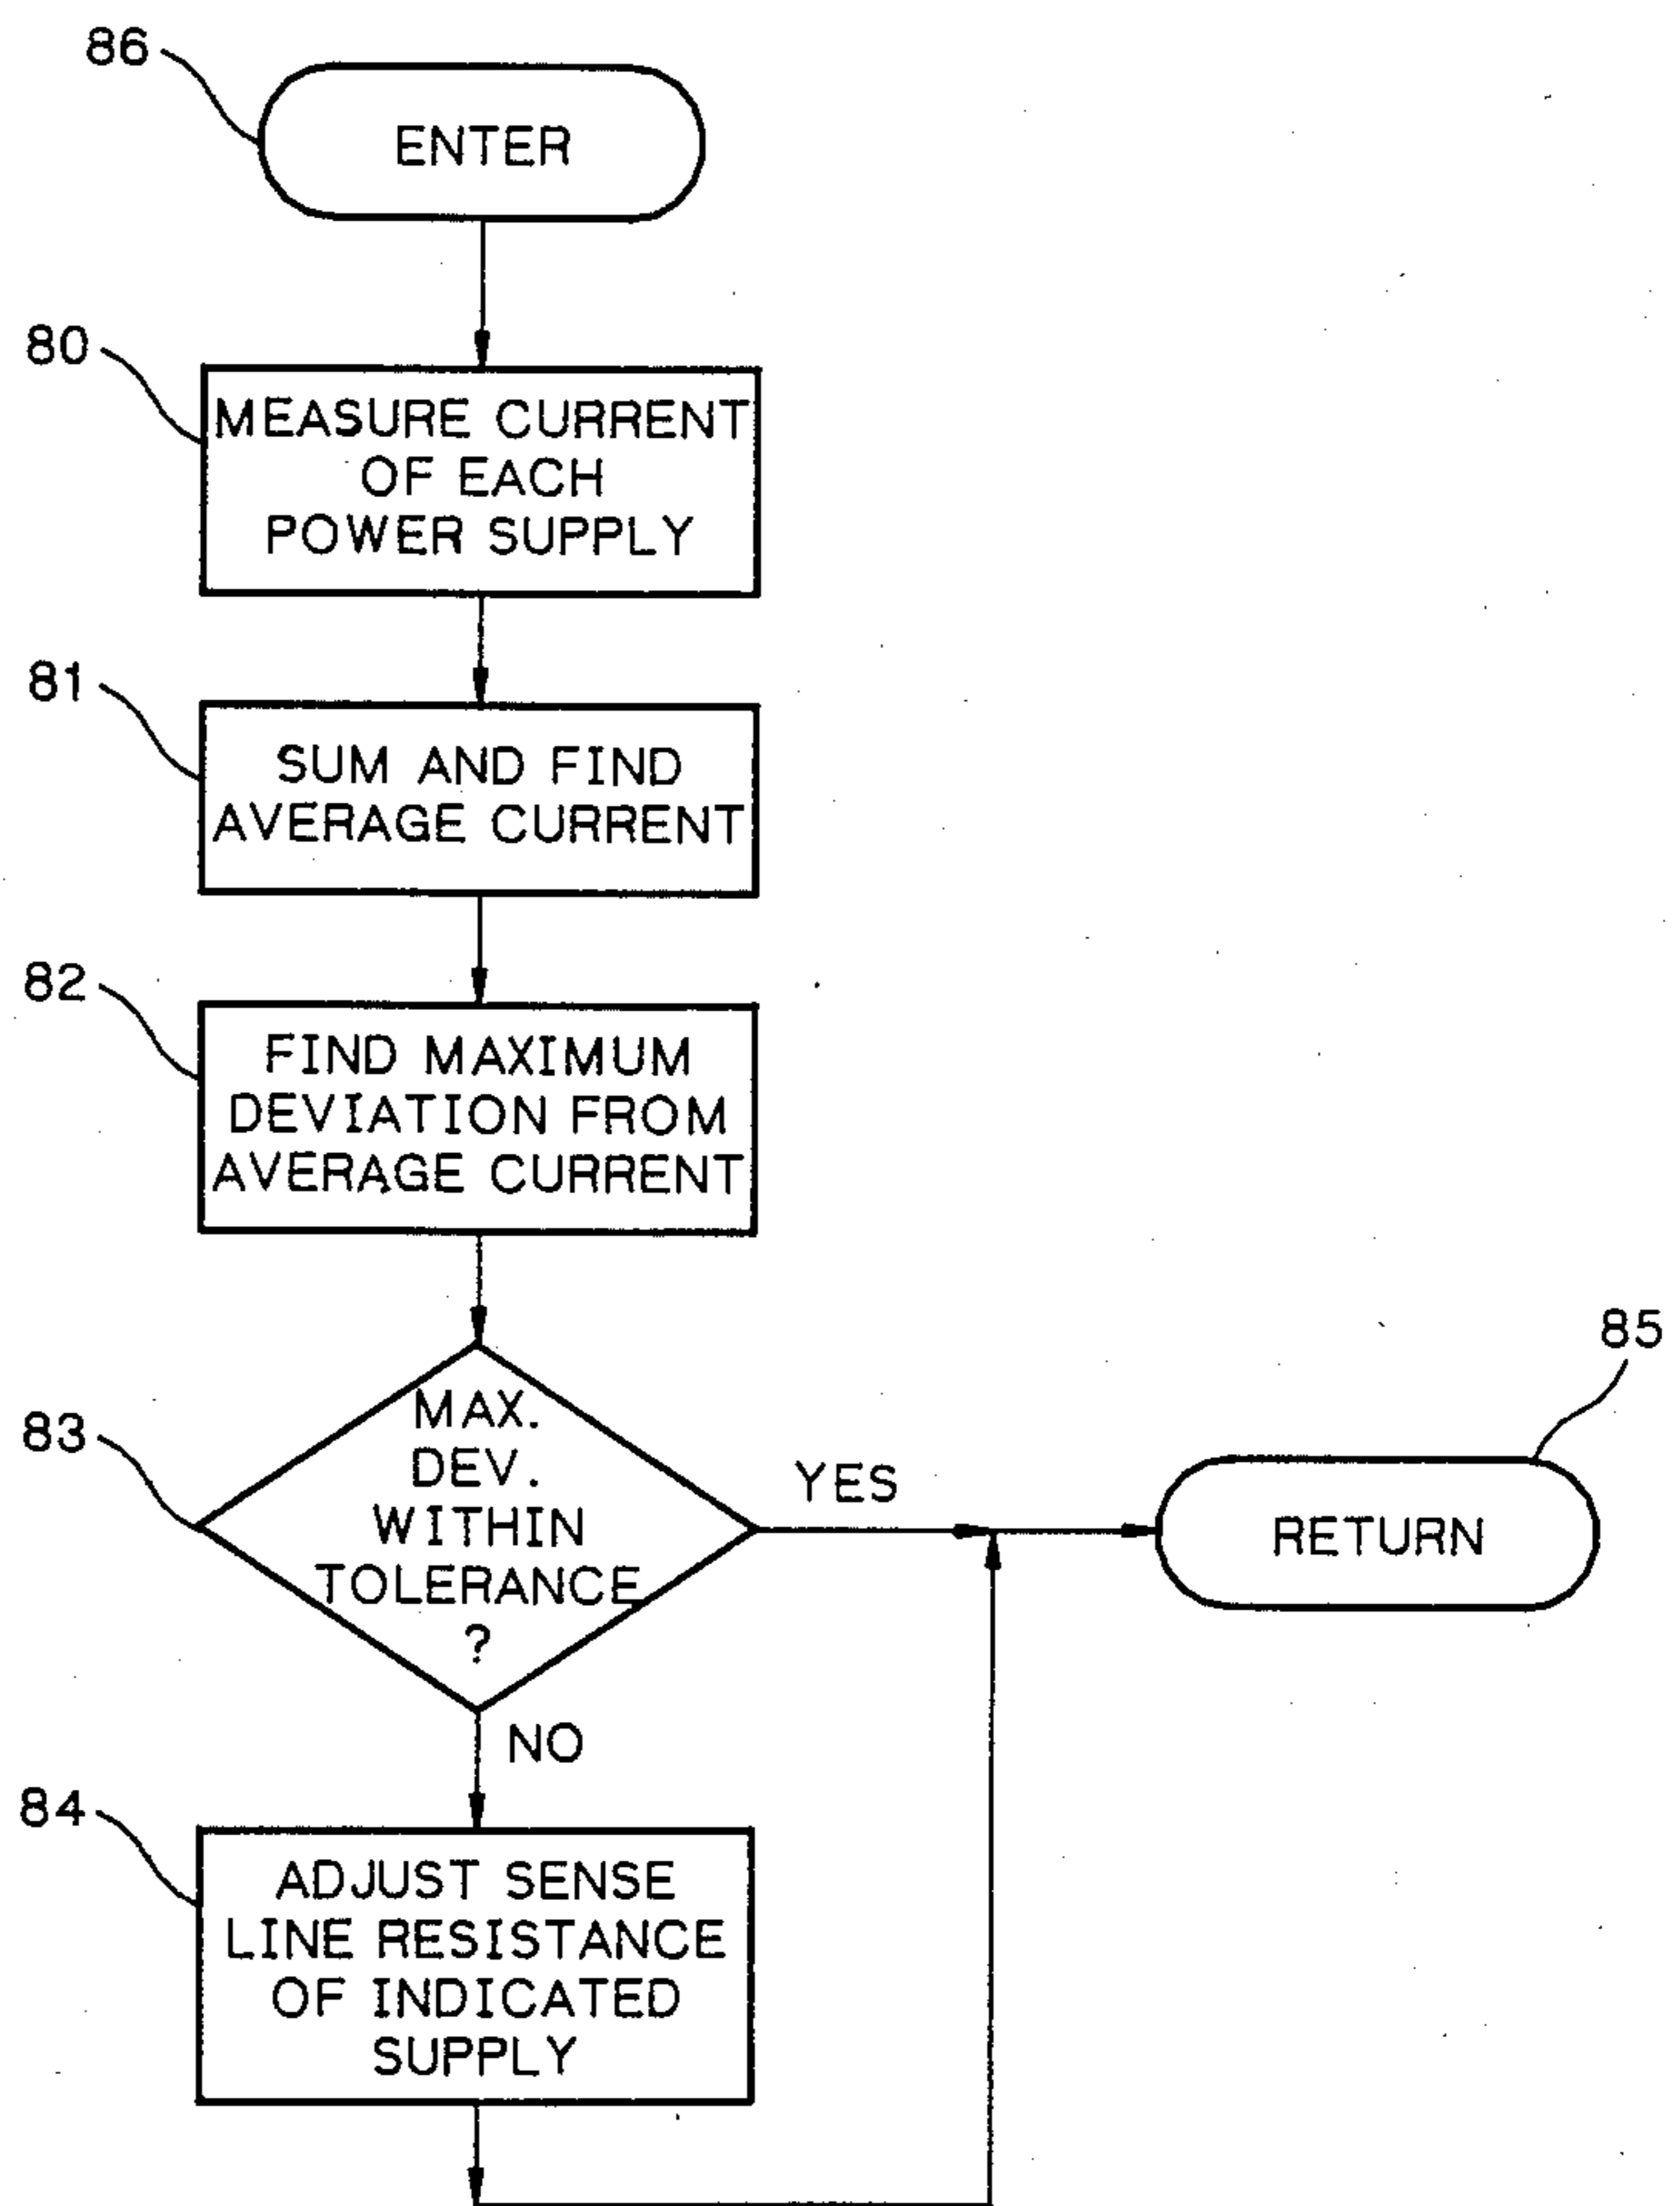 86
ENTER
80
MEASURE CURRENT
OF EACH
POWER SUPPLY
81
SUM AND FIND
AVERAGE CURRENT
82
FIND MAXIMUM
DEVIATION FROM
AVERAGE CURRENT
83
MAX.
DEV.
WITHIN
TOLERANCE
?
YES
85
RETURN
NO
84
ADJUST SENSE
LINE RESISTANCE
OF INDICATED
SUPPLY